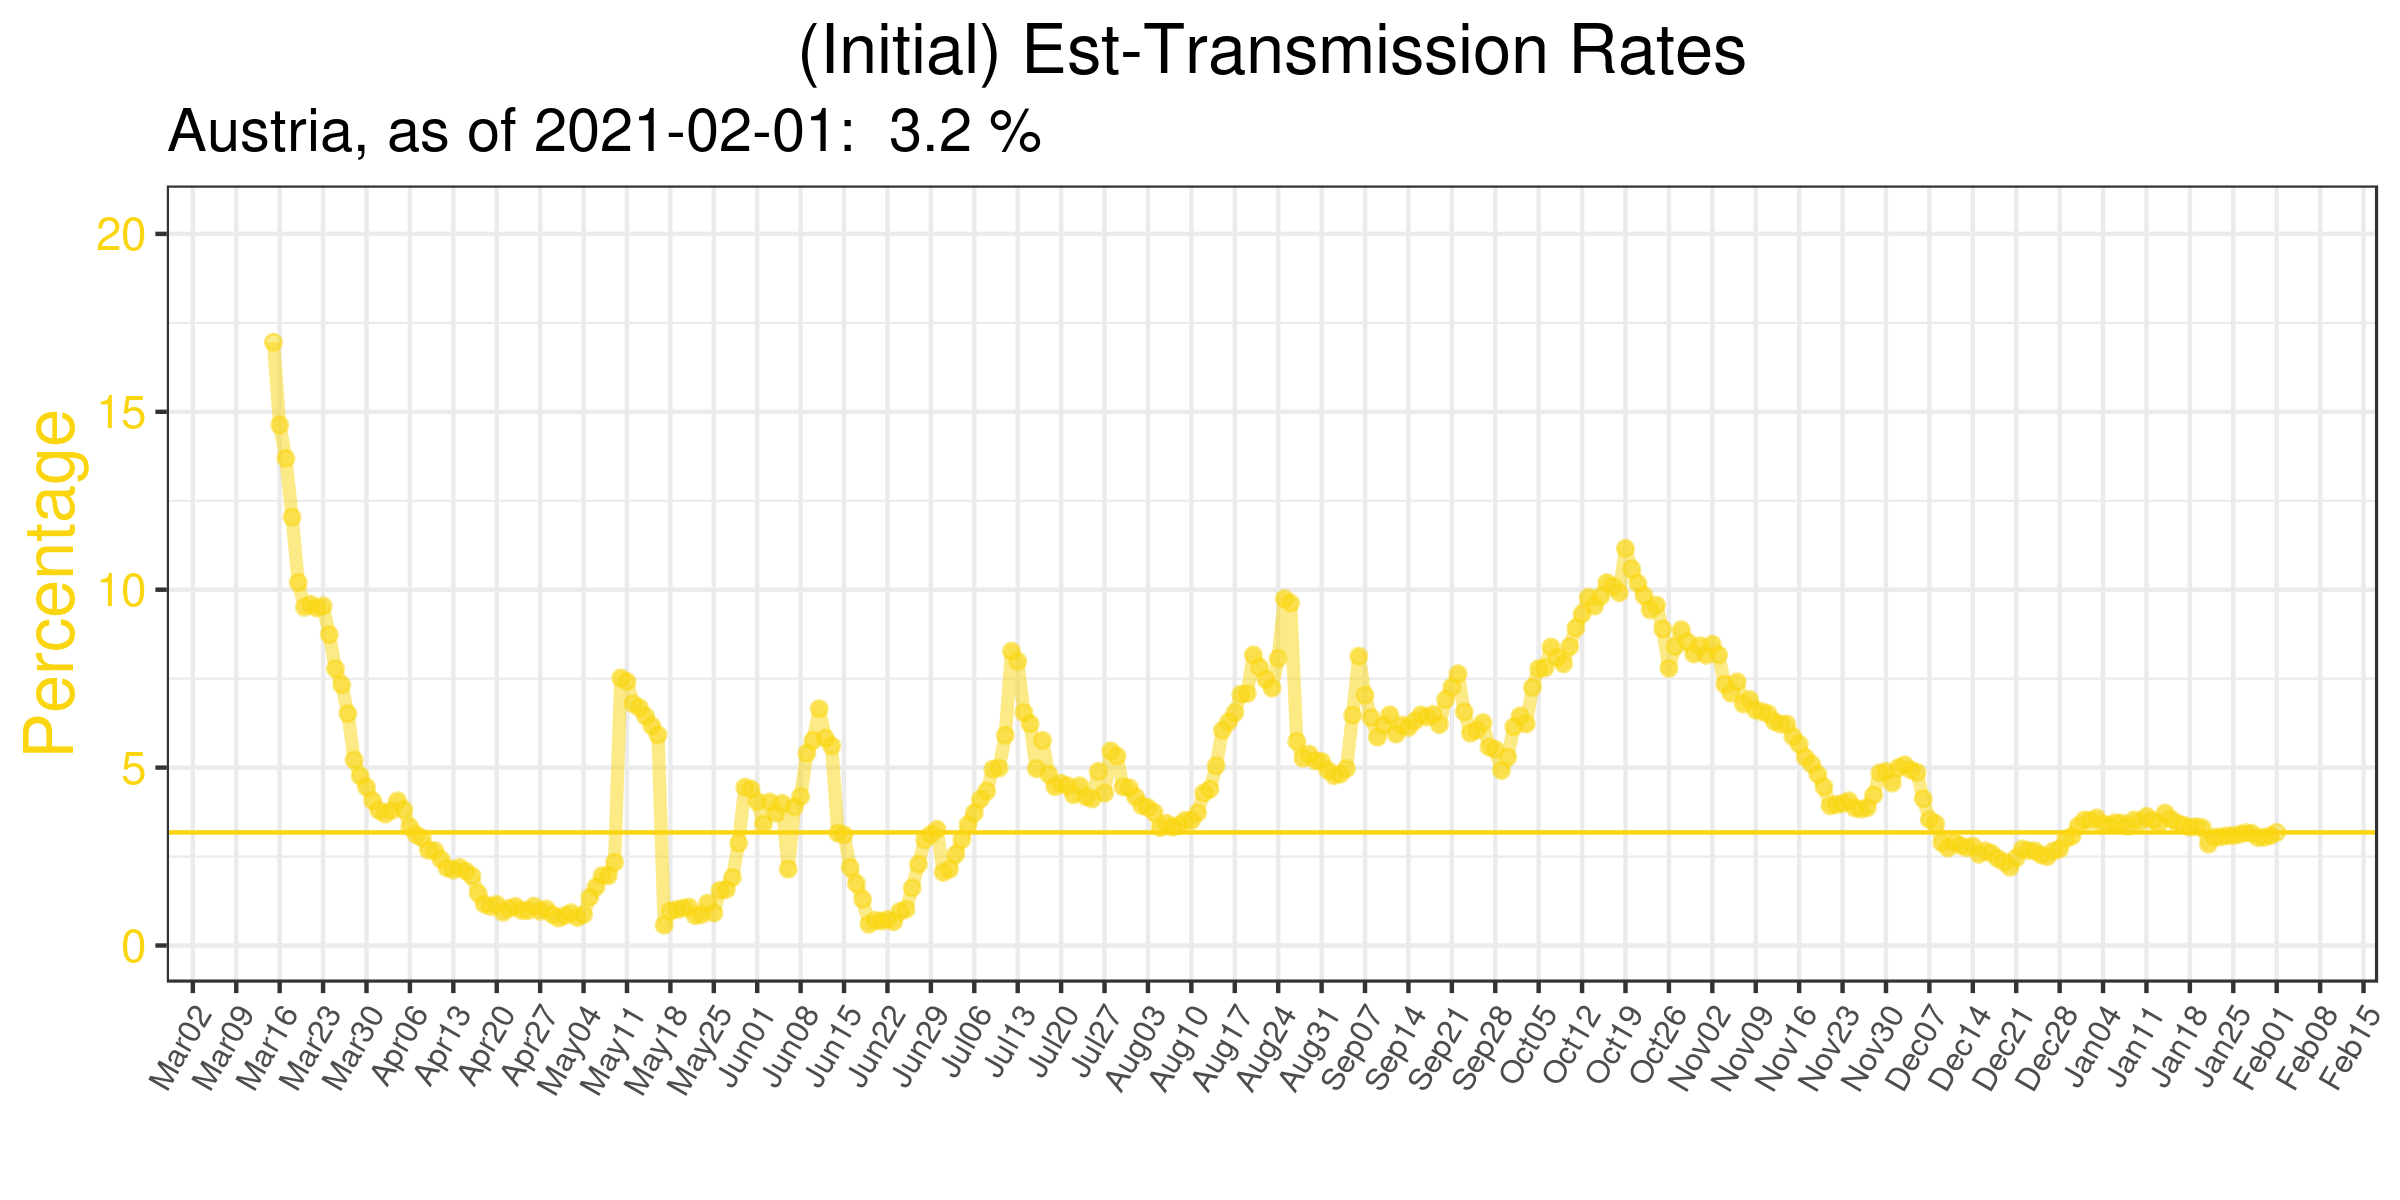 (Initial) Est-Transmission Rates
Austria, as of 2021-02-01:  3.2 %
Percentage
20
15
10
5
0
Mar02
Mar09
Mar16
Mar23
Mar30
Apr06
Apr13
Apr20
Apr27
May04
May11
May18
May25
Jun01
Jun08
Jun15
Jun22
Jun29
Jul06
Jul13
Jul20
Jul27
Aug03
Aug10
Aug17
Aug24
Aug31
Sep07
Sep14
Sep21
Sep28
Oct05
Oct12
Oct19
Oct26
Nov02
Nov09
Nov16
Nov23
Nov30
Dec07
Dec14
Dec21
Dec28
Jan04
Jan11
Jan18
Jan25
Feb01
Feb08
Feb15